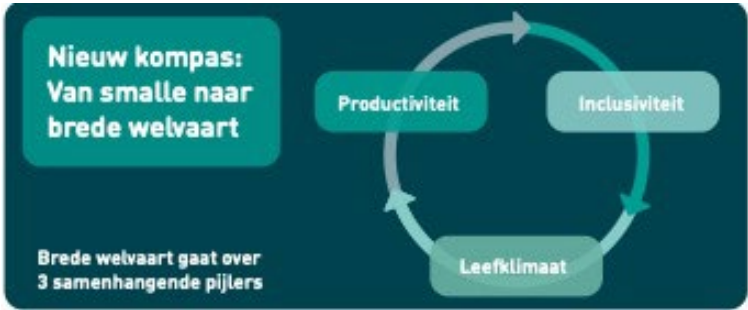 Nieuw kompas:
Van smalle naar
brede welvaart
Productiviteit
Inclusiviteit
Leefklimaat
Brede welvaart gaat over
3 samenhangende pijlers